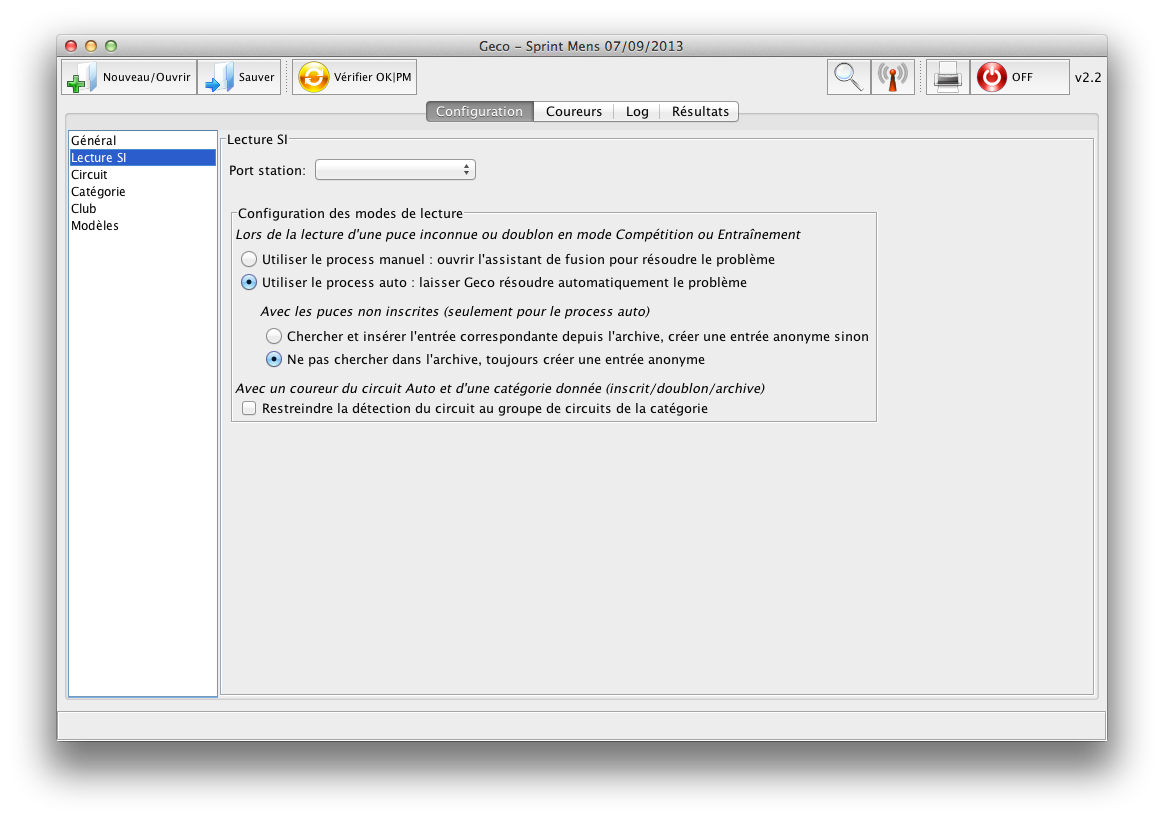 Geco – Sprint Mens 07/09/2013
Nouveau/Ouvrir
Sauver
Vérifier OK|PM
OFF
v2.2
Configuration
Coureurs
Log
Résultats
Général
Lecture SI
Circuit
Catégorie
Club
Modèles
Lecture SI
Port station:
Configuration des modes de lecture
Lors de la lecture d'une puce inconnue ou doublon en mode Compétition ou Entraînement
Utiliser le process manuel : ouvrir l'assistant de fusion pour résoudre le problème
Utiliser le process auto : laisser Geco résoudre automatiquement le problème
Avec les puces non inscrites (seulement pour le process auto)
Chercher et insérer l'entrée correspondante depuis l'archive, créer une entrée anonyme sinon
Ne pas chercher dans l'archive, toujours créer une entrée anonyme
Avec un coureur du circuit Auto et d'une catégorie donnée (inscrit/doublon/archive)
Restreindre la détection du circuit au groupe de circuits de la catégorie